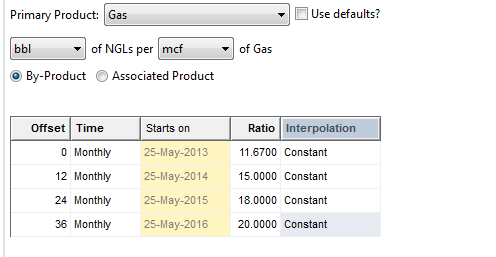 Primary Product: Gas Use defaults?
bbl of NGLs per mcf of Gas
By-Product Associated Product
Offset Time Starts on Ratio Interpolation
0 Monthly 25-May-2013 11.6700 Constant
12 Monthly 25-May-2014 15.0000 Constant
24 Monthly 25-May-2015 18.0000 Constant
36 Monthly 25-May-2016 20.0000 Constant